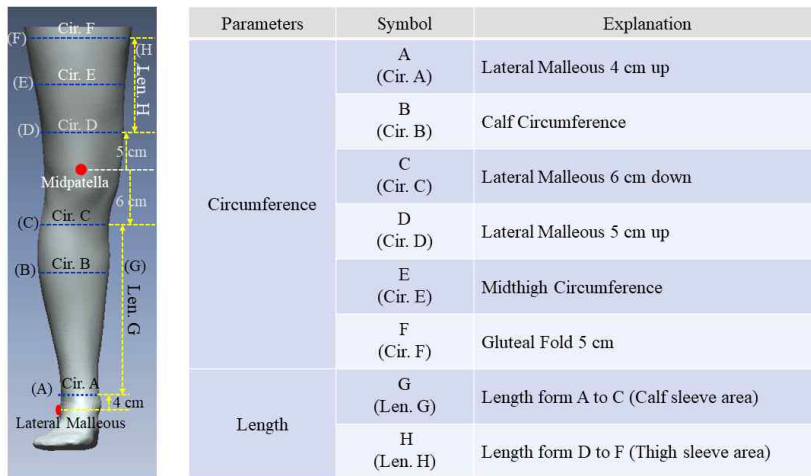 (F) Cir. F
(H
Len. H
(E) Cir. E
(D) Cir. D
5 cm
Midpatella
6 cm
(C) Cir. C
(G)
Len. G
(B) Cir. B
(A) Cir. A
4 cm
Lateral Malleous
Parameters Symbol Explanation
Circumference
A
(Cir. A)
Lateral Malleous 4 cm up
B
(Cir. B)
Calf Circumference
C
(Cir. C)
Lateral Malleous 6 cm down
D
(Cir. D)
Lateral Malleous 5 cm up
E
(Cir. E)
Midthigh Circumference
F
(Cir. F)
Gluteal Fold 5 cm
Length
G
(Len. G)
Length form A to C (Calf sleeve area)
H
(Len. H)
Length form D to F (Thigh sleeve area)